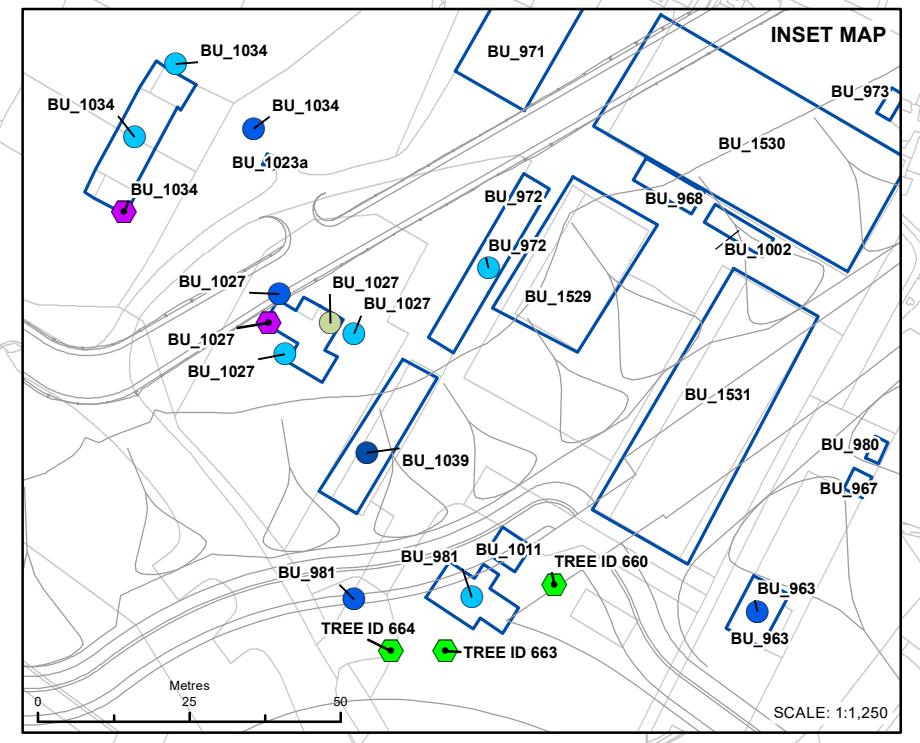 INSET MAP
BU_1034
BU_971
BU_973
BU_1034
BU_1034
BU_1530
BU_1023a
BU_1034
BU_972
BU_968
BU_972
BU_1002
BU_1027
BU_1027
BU_1027
BU_1529
BU_1027
BU_1027
BU_1531
BU_980
BU_1039
BU_967
BU_1011
BU_981
TREE ID 660
BU_981
BU_963
TREE ID 664
BU_963
TREE ID 663
Metres
0
25
50
SCALE: 1:1,250